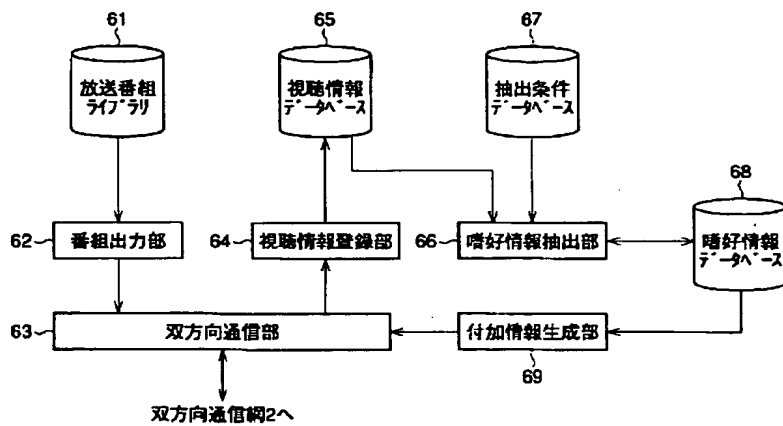 61
65
67
放送番組
ライブラリ
視聴情報
データベース
抽出条件
データベース
68
嗜好情報
データベース
62
番組出力部
64
視聴情報登録部
66
嗜好情報抽出部
63
双方向通信部
付加情報生成部
69
双方向通信網2へ